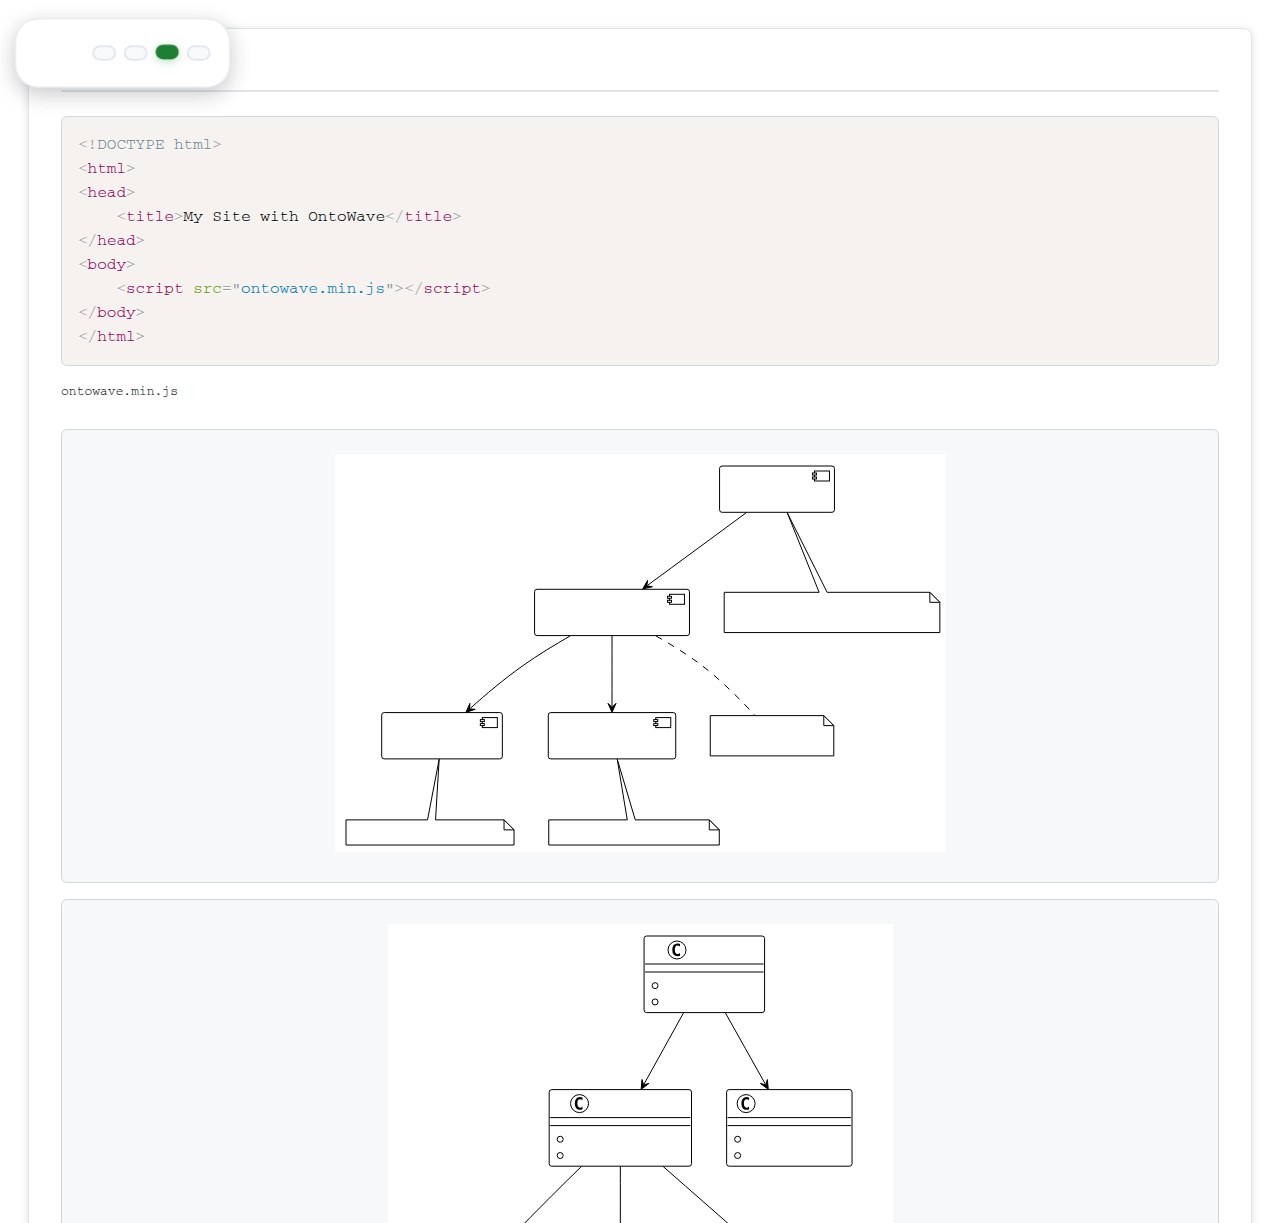 <!DOCTYPE html>
<html>
<head>
    <title>My Site with OntoWave</title>
</head>
<body>
    <script src="ontowave.min.js"></script>
</body>
</html>
ontowave.min.js
C
C
C